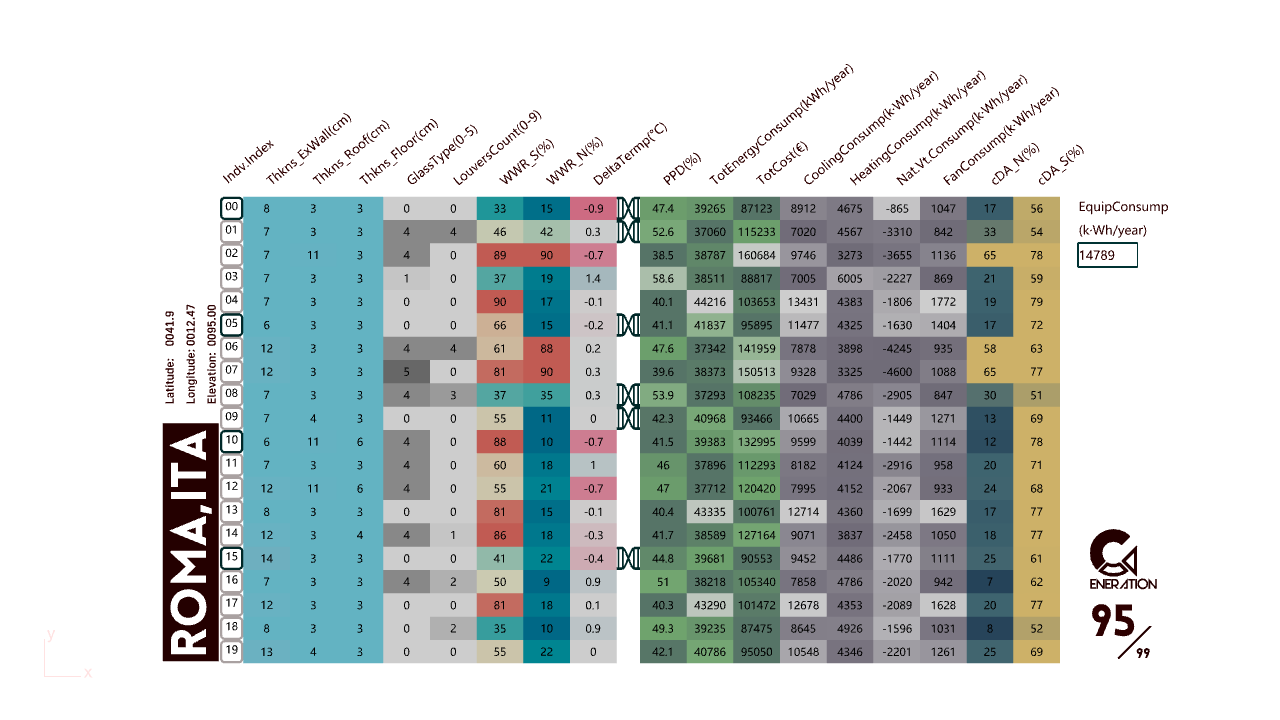 Indv.Index Thkns_ExWall(cm) Thkns_Roof(cm) Thkns_Floor(cm) GlassType(0-5) LouversCount(0-9) WWR_S(%) WWR_N(%) DeltaTermp(°C) PPD(%) TotEnergyConsump(kWh/year) TotCost(€) CoolingConsump(k·Wh/year) HeatingConsump(k·Wh/year) Nat.Vt.Consump(k·Wh/year) FanConsump(k·Wh/year) cDA_N(%) cDA_S(%)
00 8 3 3 0 0 33 15 -0.9 47.4 39265 87123 8912 4675 -865 1047 17 56
01 7 3 3 4 4 46 42 0.3 52.6 37060 115233 7020 4567 -3310 842 33 54
02 7 11 3 4 0 89 90 -0.7 38.5 38787 160684 9746 3273 -3655 1136 65 78
03 7 3 3 1 0 37 19 1.4 58.6 38511 88817 7005 6005 -2227 869 21 59
04 7 3 3 0 0 90 17 -0.1 40.1 44216 103653 13431 4383 -1806 1772 19 79
05 6 3 3 0 0 66 15 -0.2 41.1 41837 95895 11477 4325 -1630 1404 17 72
06 12 3 3 4 4 61 88 0.2 47.6 37342 141959 7878 3898 -4245 935 58 63
07 12 3 3 5 0 81 90 0.3 39.6 38373 150513 9328 3325 -4600 1088 65 77
08 7 3 3 4 3 37 35 0.3 53.9 37293 108235 7029 4786 -2905 847 30 51
09 7 4 3 0 0 55 11 0 42.3 40968 93466 10665 4400 -1449 1271 13 69
10 6 11 6 4 0 88 10 -0.7 41.5 39383 132995 9599 4039 -1442 1114 12 78
11 7 3 3 4 0 60 18 1 46 37896 112293 8182 4124 -2916 958 20 71
12 12 11 6 4 0 55 21 -0.7 47 37712 120420 7995 4152 -2067 933 24 68
13 8 3 3 0 0 81 15 -0.1 40.4 43335 100761 12714 4360 -1699 1629 17 77
14 12 3 4 4 1 86 18 -0.3 41.7 38589 127164 9071 3837 -2458 1050 18 77
15 14 3 3 0 0 41 22 -0.4 44.8 39681 90553 9452 4486 -1770 1111 25 61
16 7 3 3 4 2 50 9 0.9 51 38218 105340 7858 4786 -2020 942 7 62
17 12 3 3 0 0 81 18 0.1 40.3 43290 101472 12678 4353 -2089 1628 20 77
18 8 3 3 0 2 35 10 0.9 49.3 39235 87475 8645 4926 -1596 1031 8 52
19 13 4 3 0 0 55 22 0 42.1 40786 95050 10548 4346 -2201 1261 25 69
EquipConsump
(k·Wh/year)
14789
Latitude: 0041.9
Longitude: 0012.47
Elevation: 0095.00
ROMA,ITA
ENERATION
95/99
y
x